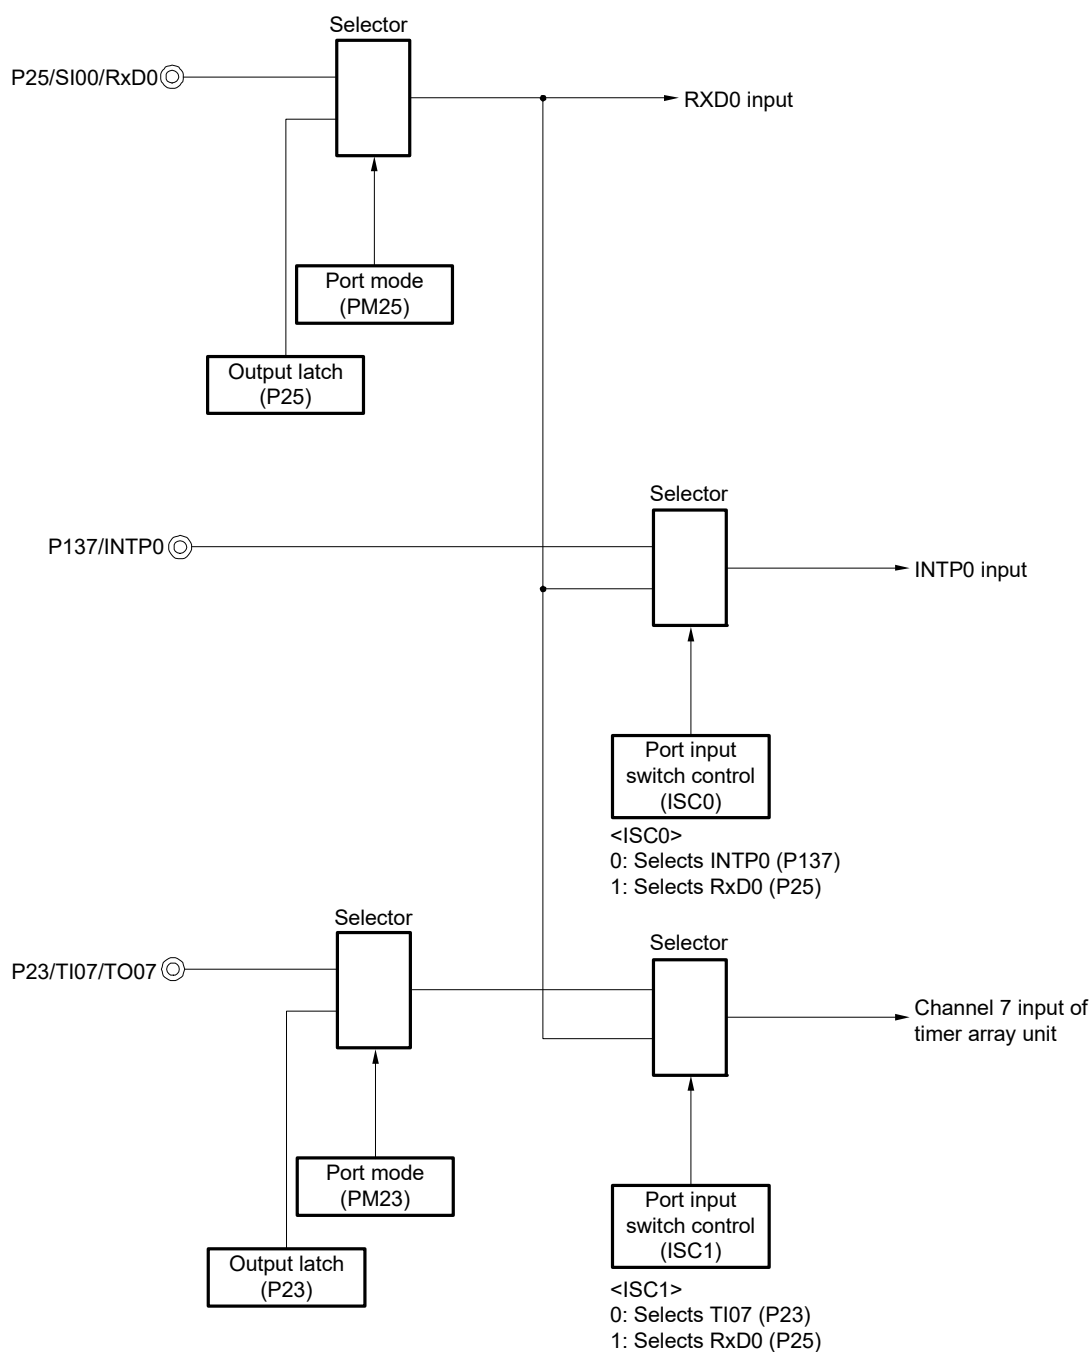 Selector
P25/SI00/RxD0
RXD0 input
Port mode
(PM25)
Output latch
(P25)
Selector
P137/INTP0
INTP0 input
Port input
switch control
(ISC0)
<ISC0>
0: Selects INTP0 (P137)
1: Selects RxD0 (P25)
Selector
Selector
P23/TI07/TO07
Channel 7 input of
timer array unit
Port mode
(PM23)
Port input
switch control
(ISC1)
Output latch
(P23)
<ISC1>
0: Selects TI07 (P23)
1: Selects RxD0 (P25)